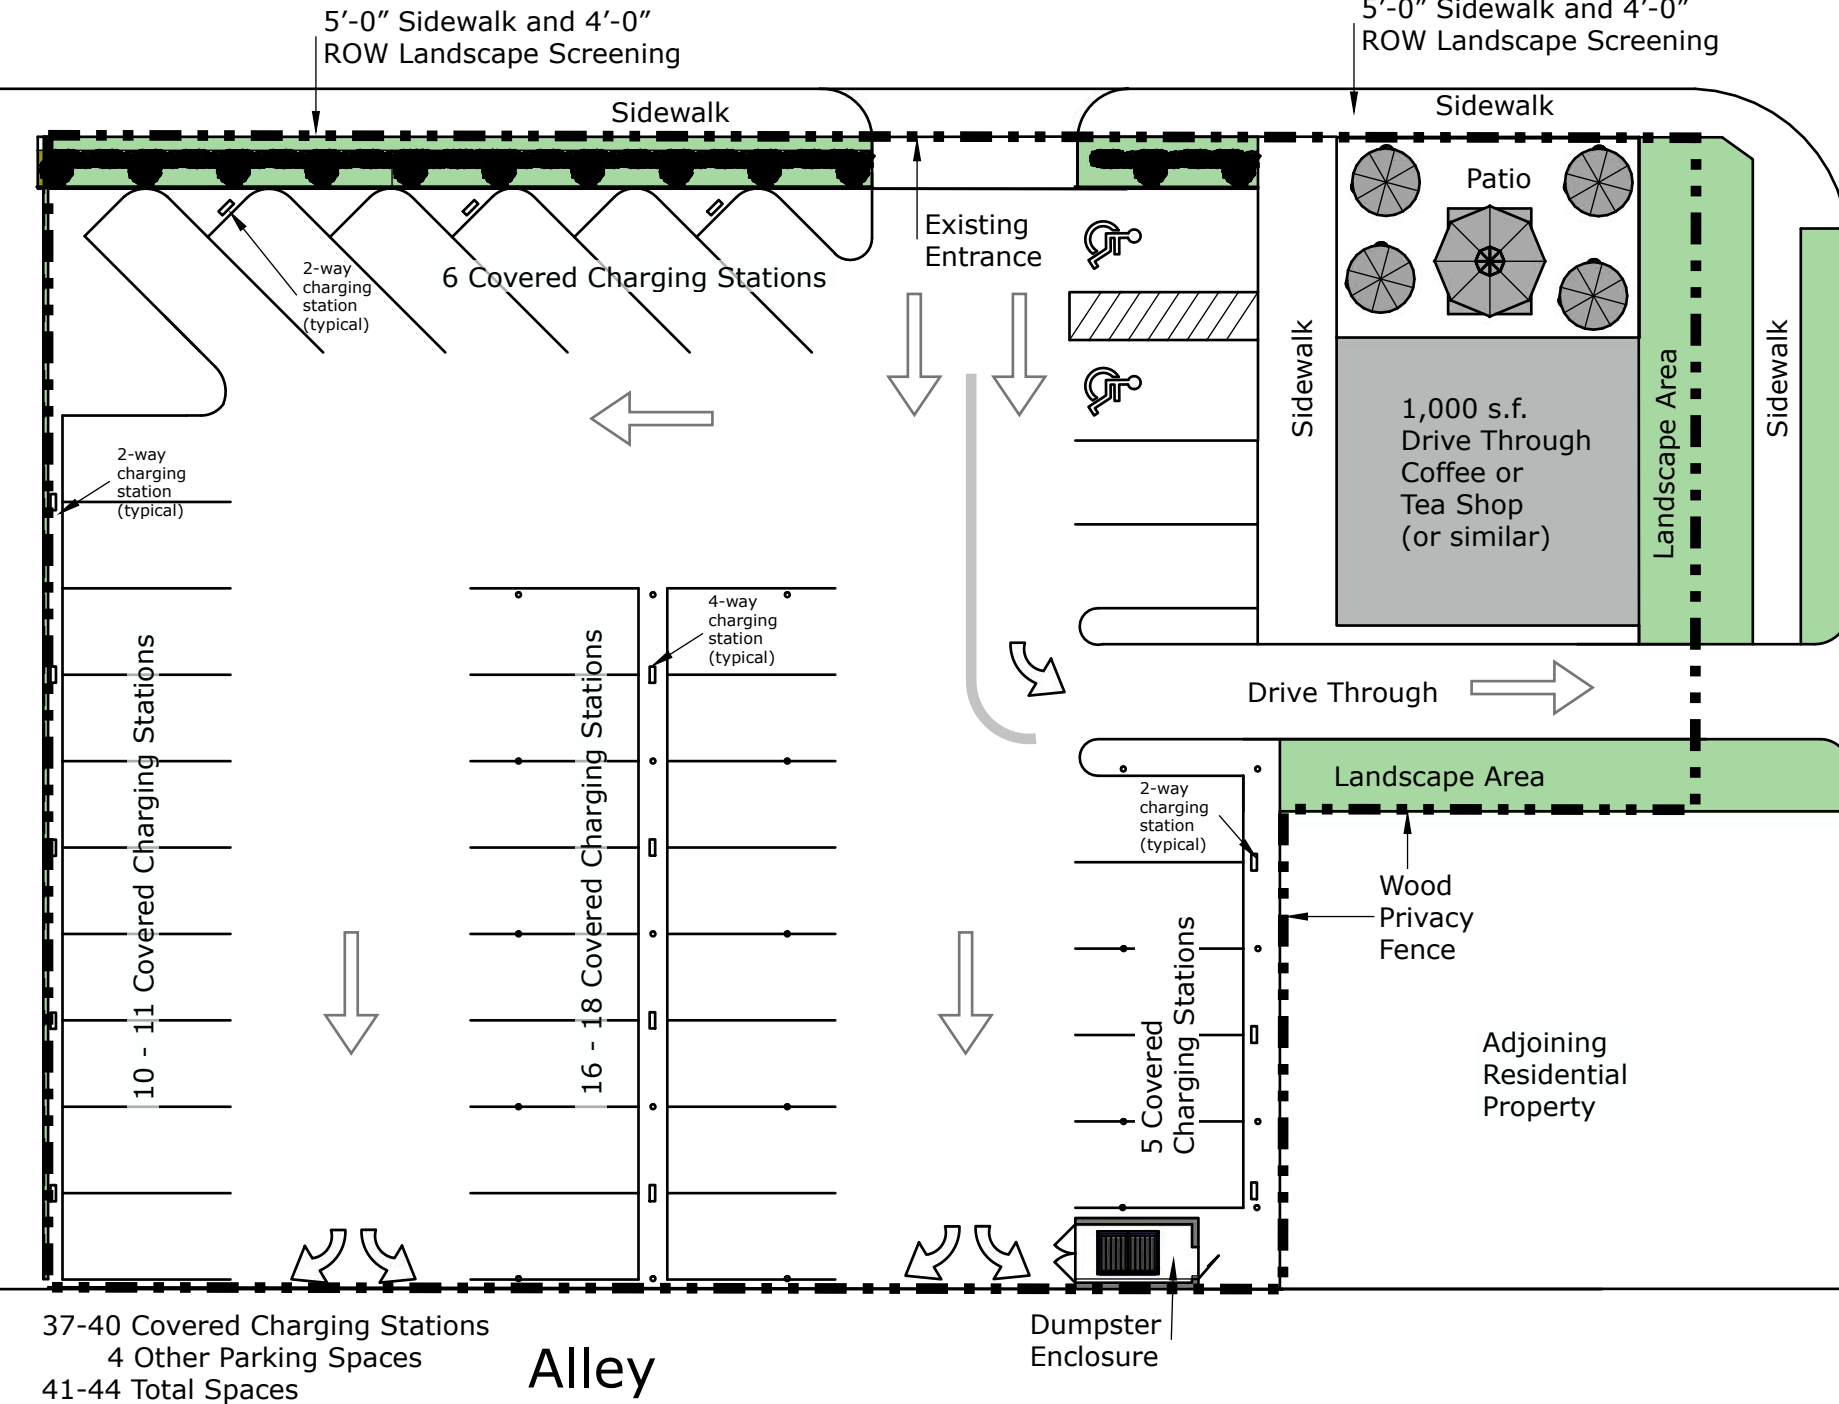 5’-0” Sidewalk and 4’-0”
ROW Landscape Screening
5’-0” Sidewalk and 4’-0”
ROW Landscape Screening
Sidewalk
Sidewalk
Patio
Existing
Entrance
2-way
charging
station
(typical)
6 Covered Charging Stations
Sidewalk
1,000 s.f.
Drive Through
Coffee or
Tea Shop
(or similar)
Landscape Area
Sidewalk
2-way
charging
station
(typical)
4-way
charging
station
(typical)
10 - 11 Covered Charging Stations
16 - 18 Covered Charging Stations
Drive Through
Landscape Area
2-way
charging
station
(typical)
Wood
Privacy
Fence
5 Covered
Charging Stations
Adjoining
Residential
Property
37-40 Covered Charging Stations
4 Other Parking Spaces
41-44 Total Spaces
Alley
Dumpster
Enclosure